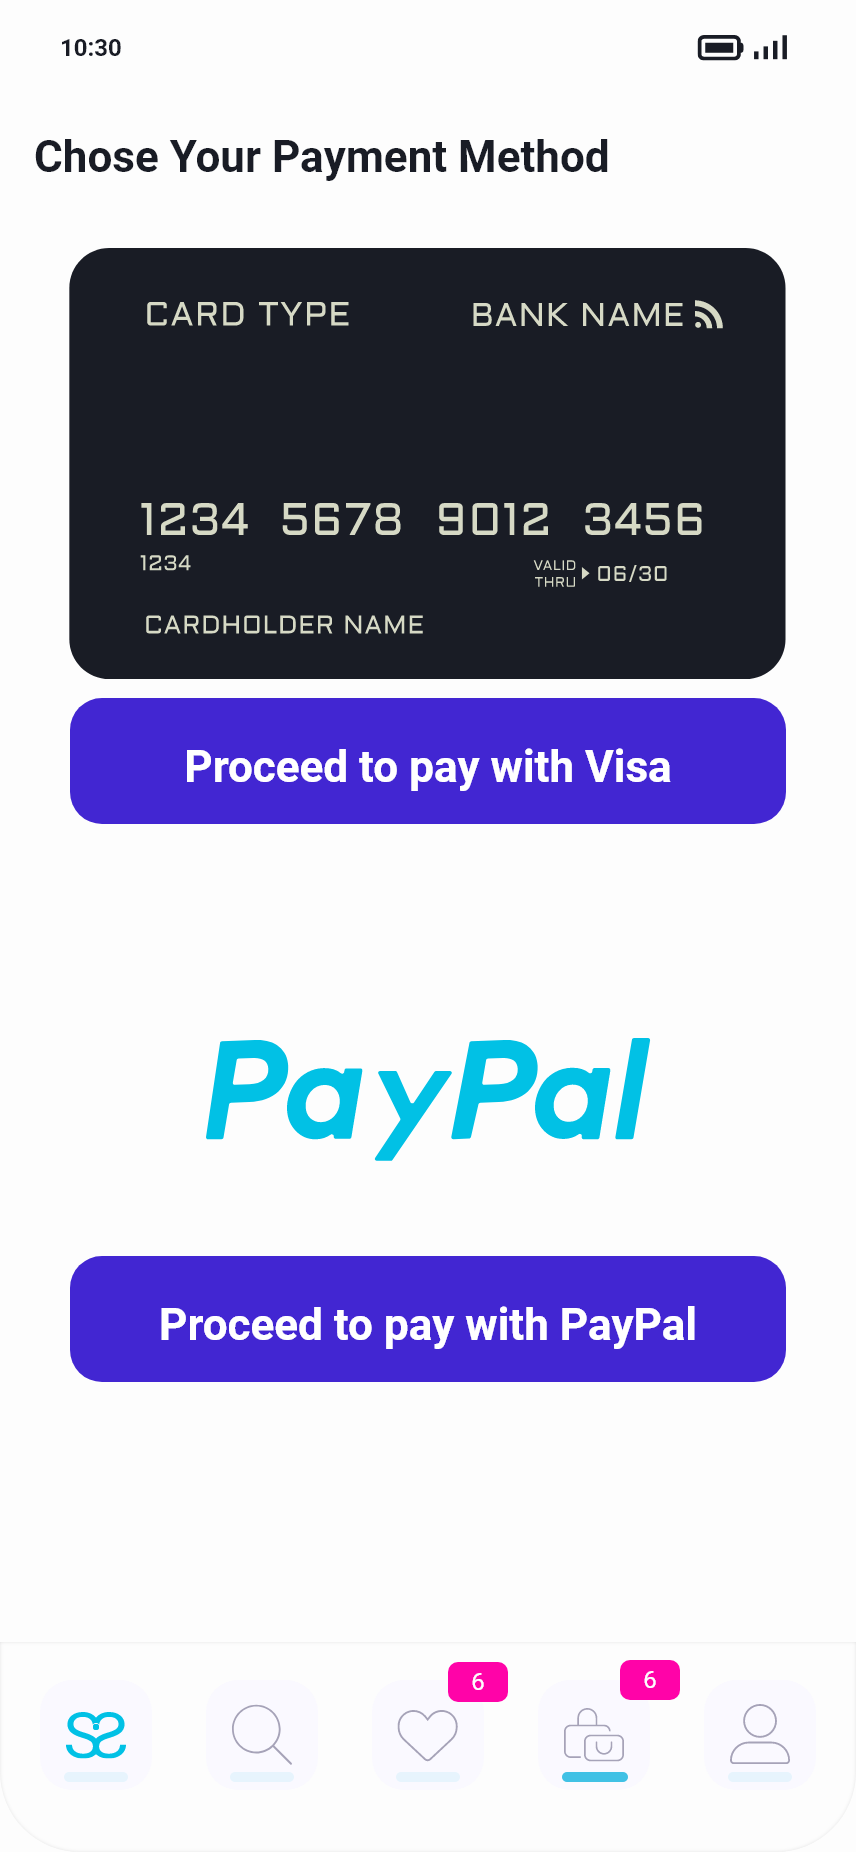 10:30
Chose Your Payment Method
CARD TYPE
BANK NAME
1234 5678 9012 3456
1234
VALID
THRU
06/30
CARDHOLDER NAME
Proceed to pay with Visa
PayPal
Proceed to pay with PayPal
6
6